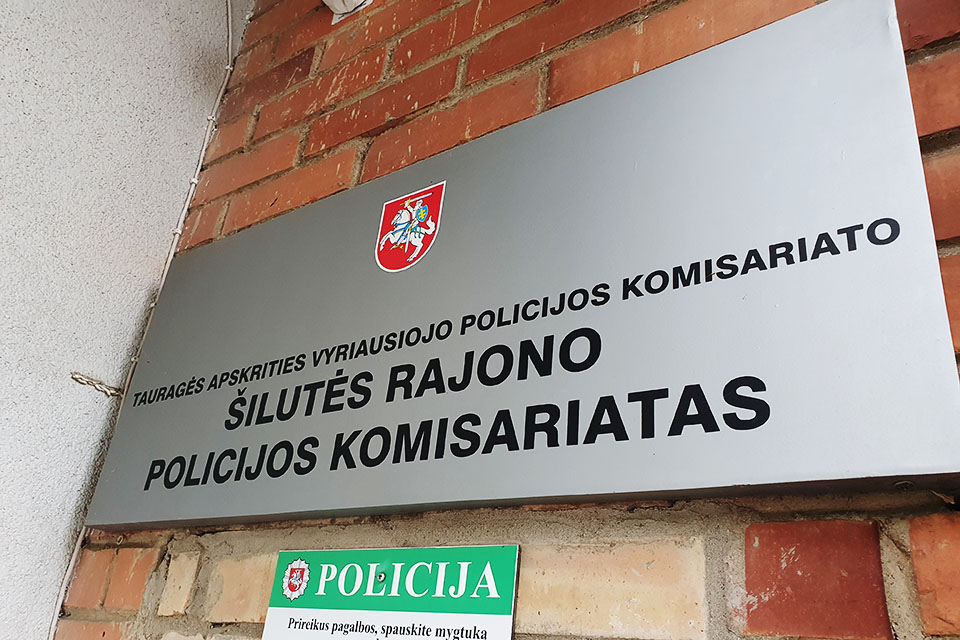 TAURAGĖS APSKRITIES VYRIAUSIOJO POLICIJOS KOMISARIATO
ŠILUTĖS RAJONO
POLICIJOS KOMISARIATAS
POLICIJA
Prireikus pagalbos, spauskite mygtuką